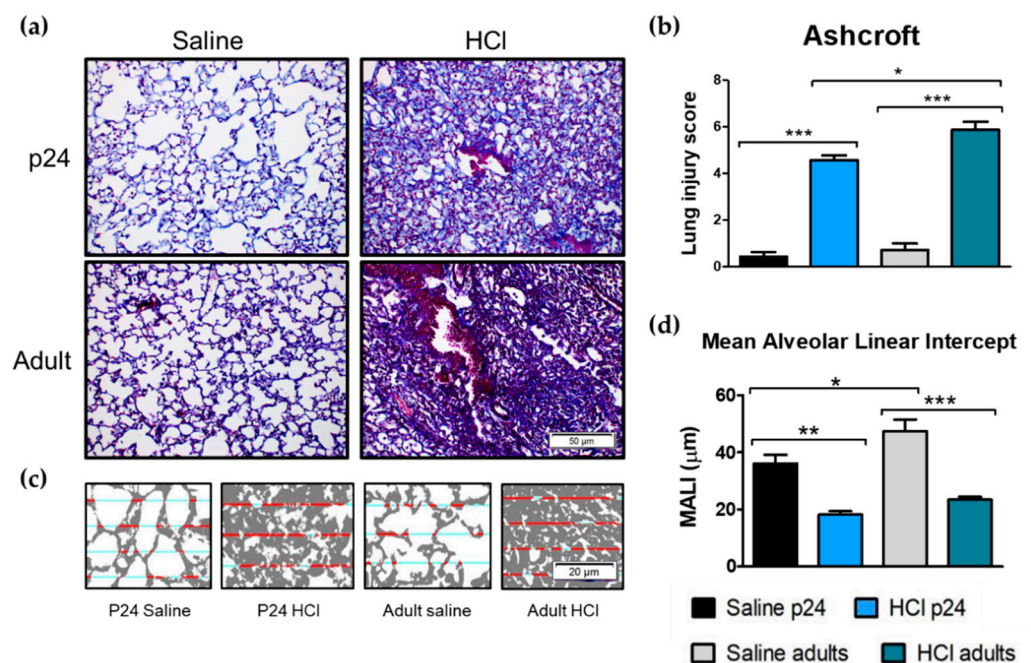 (a)
Saline
HCl
p24
Adult
50 µm
(b)
Ashcroft
Lung injury score
8
6
4
2
0
***
*
***
(c)
20 µm
P24 Saline
P24 HCl
Adult saline
Adult HCl
(d)
Mean Alveolar Linear Intercept
MALI (µm)
60
40
20
0
**
*
***
Saline p24
HCl p24
Saline adults
HCl adults